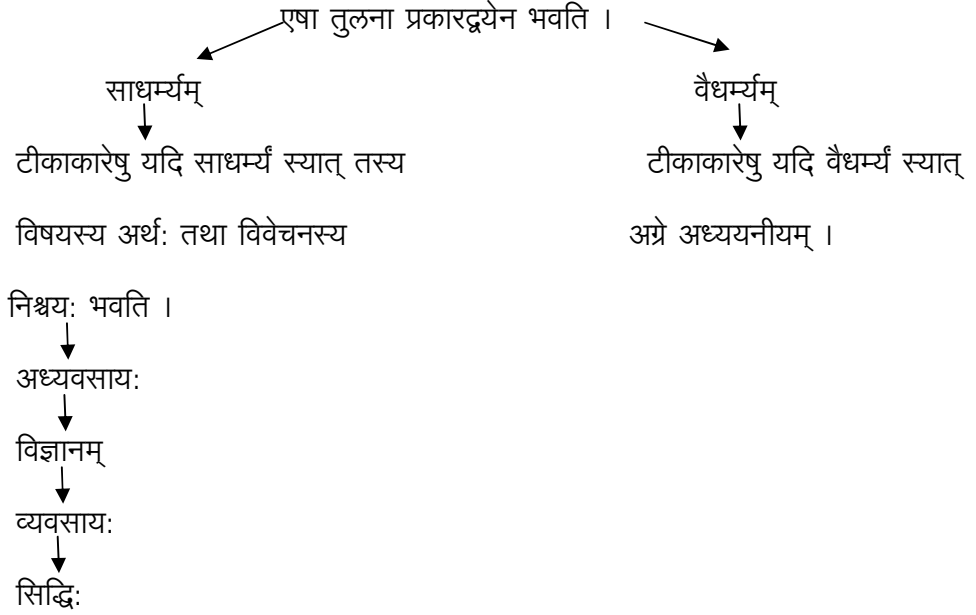 एषा तुलना प्रकारद्वयेन भवति ।
साधर्म्यम् वैधर्म्यम्
टीकाकारेषु यदि साधर्म्यं स्यात् तस्य टीकाकारेषु यदि वैधर्म्यं स्यात्
विषयस्य अर्थ: तथा विवेचनस्य अग्रे अध्ययनीयम् ।
निश्चय: भवति ।
अध्यवसाय:
विज्ञानम्
व्यवसाय:
सिद्धि: